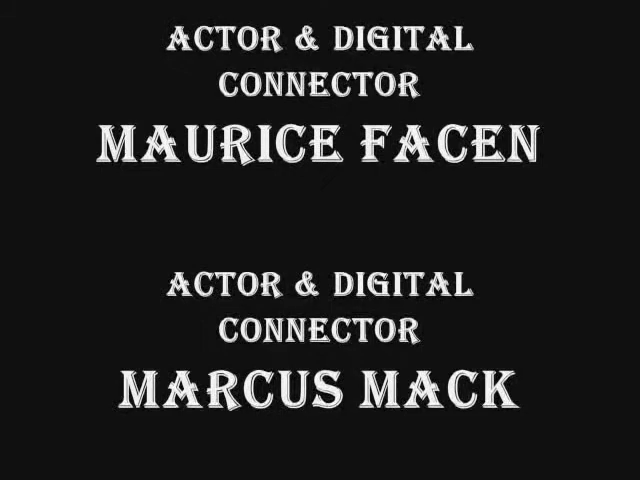 ACTOR & DIGITAL
CONNECTOR
MAURICE FACEN
ACTOR & DIGITAL
CONNECTOR
MARCUS MACK